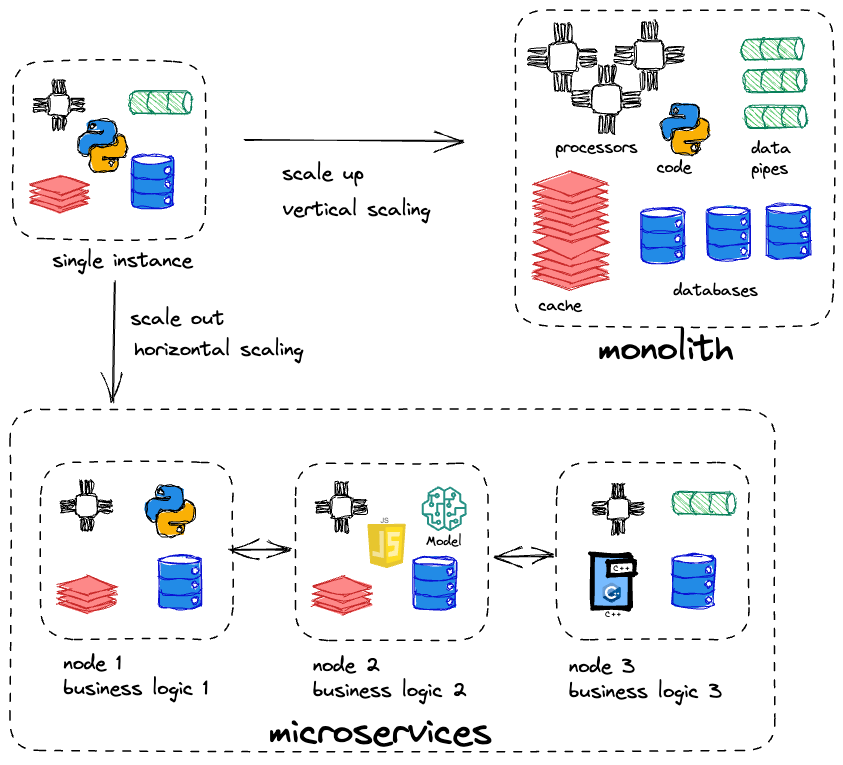 processors
code
data
pipes
cache
databases
monolith
single instance
scale up
vertical scaling
scale out
horizontal scaling
JS
JS
Model
C++
C++
C++
node 1
business logic 1
node 2
business logic 2
node 3
business logic 3
microservices